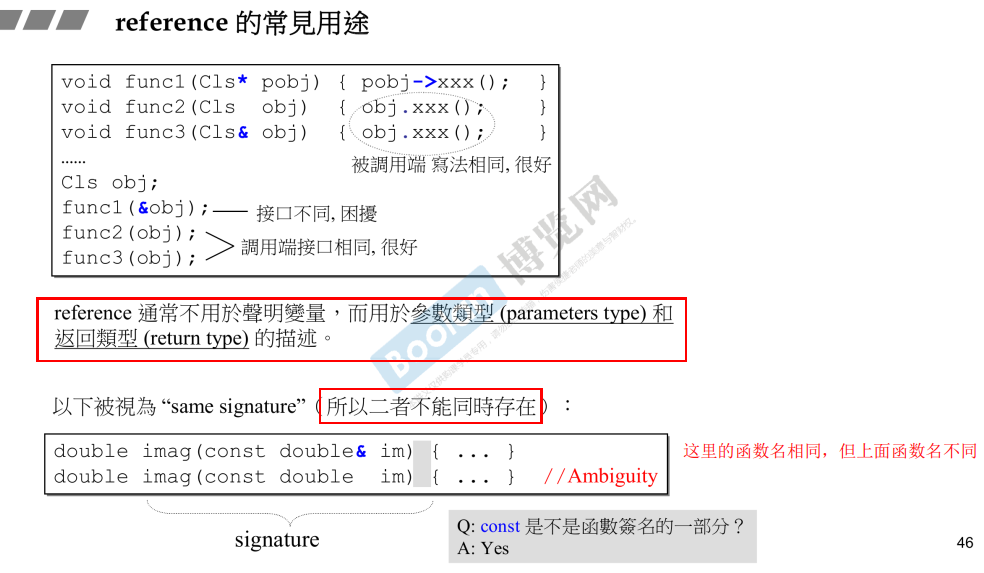 reference 的常見用途
void func1(Cls* pobj) { pobj->xxx(); }
void func2(Cls obj) { obj.xxx(); }
void func3(Cls& obj) { obj.xxx(); }
......
被調用端 寫法相同, 很好
Cls obj;
func1(&obj);
接口不同, 困擾
func2(obj);
調用端接口相同, 很好
func3(obj);
Boolan 博览网
reference 通常不用於聲明變量，而用於參數類型 (parameters type) 和
返回類型 (return type) 的描述。
以下被視為 “same signature” (所以二者不能同時存在)：
double imag(const double& im) { ... }
double imag(const double im) { ... } //Ambiguity
这里的函数名相同，但上面函数名不同
signature
Q: const 是不是函數簽名的一部分？
A: Yes
46